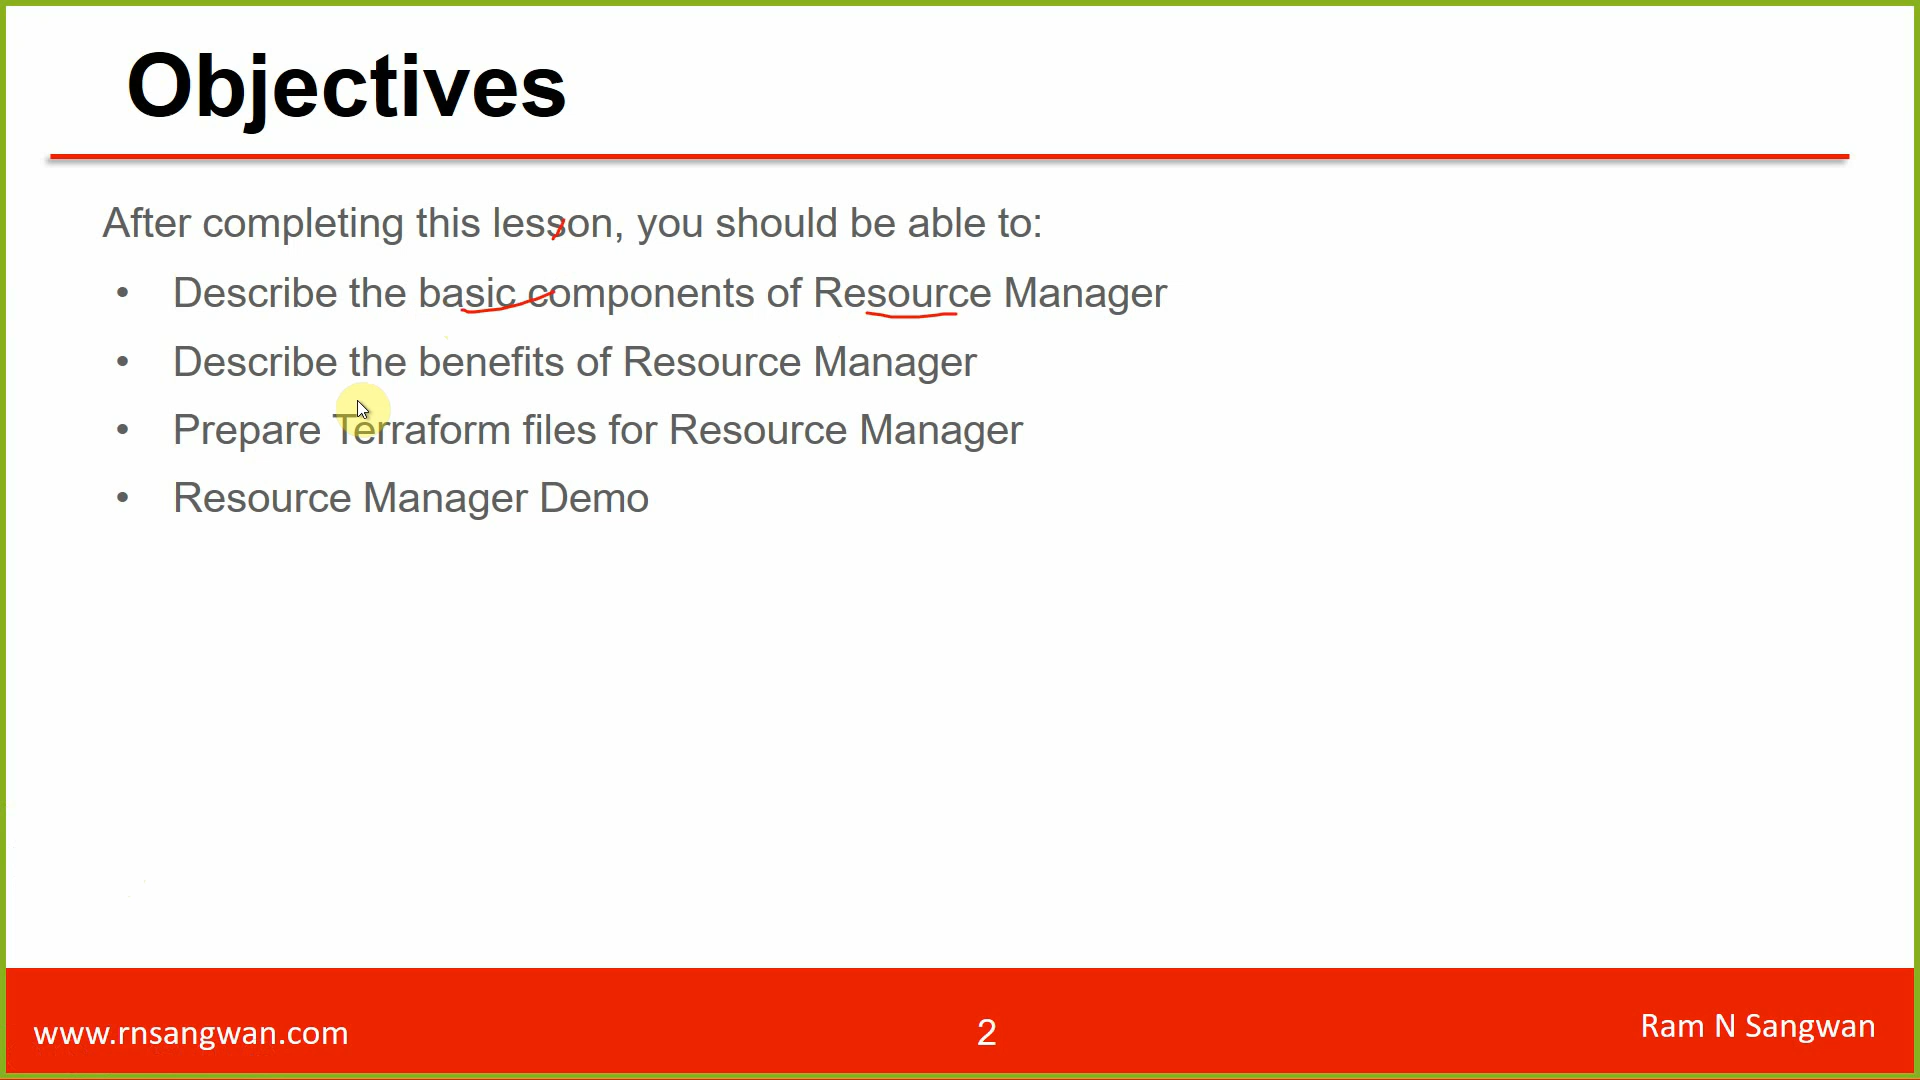 Objectives
After completing this lesson, you should be able to:
• Describe the basic components of Resource Manager
• Describe the benefits of Resource Manager
• Prepare Terraform files for Resource Manager
• Resource Manager Demo
www.rnsangwan.com
2
Ram N Sangwan